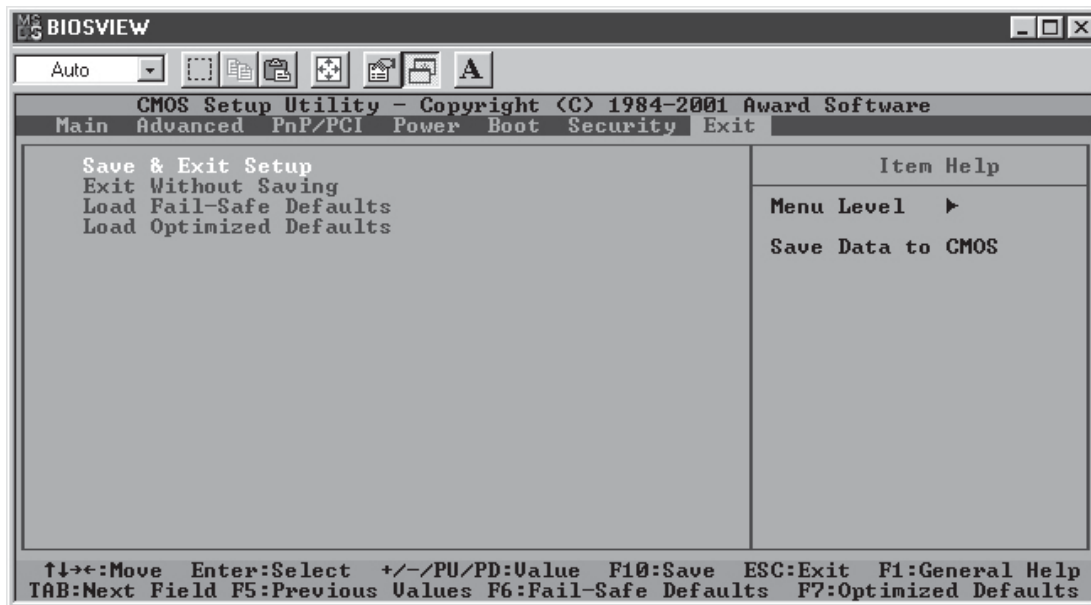 MS DS BIOSVIEW
Auto
A
CMOS Setup Utility – Copyright (C) 1984-2001 Award Software
Main Advanced PnP/PCI Power Boot Security Exit
Save & Exit Setup
Exit Without Saving
Load Fail-Safe Defaults
Load Optimized Defaults
Item Help
Menu Level ►
Save Data to CMOS
↑↓→←:Move Enter:Select +/-/PU/PD:Value F10:Save ESC:Exit F1:General Help
TAB:Next Field F5:Previous Values F6:Fail-Safe Defaults F7:Optimized Defaults